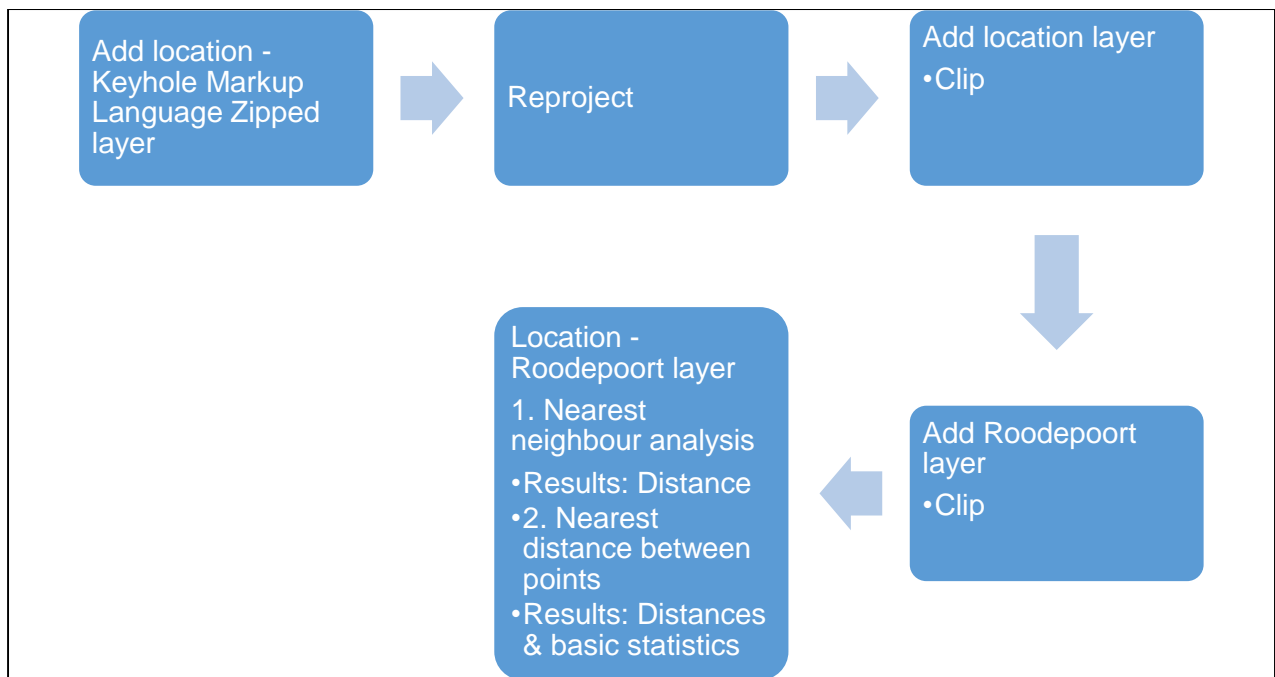 Add location -
Keyhole Markup
Language Zipped
layer
Reproject
Add location layer
•Clip
Add Roodepoort
layer
•Clip
Location -
Roodepoort layer
1. Nearest
neighbour analysis
•Results: Distance
•2. Nearest
distance between
points
•Results: Distances
& basic statistics